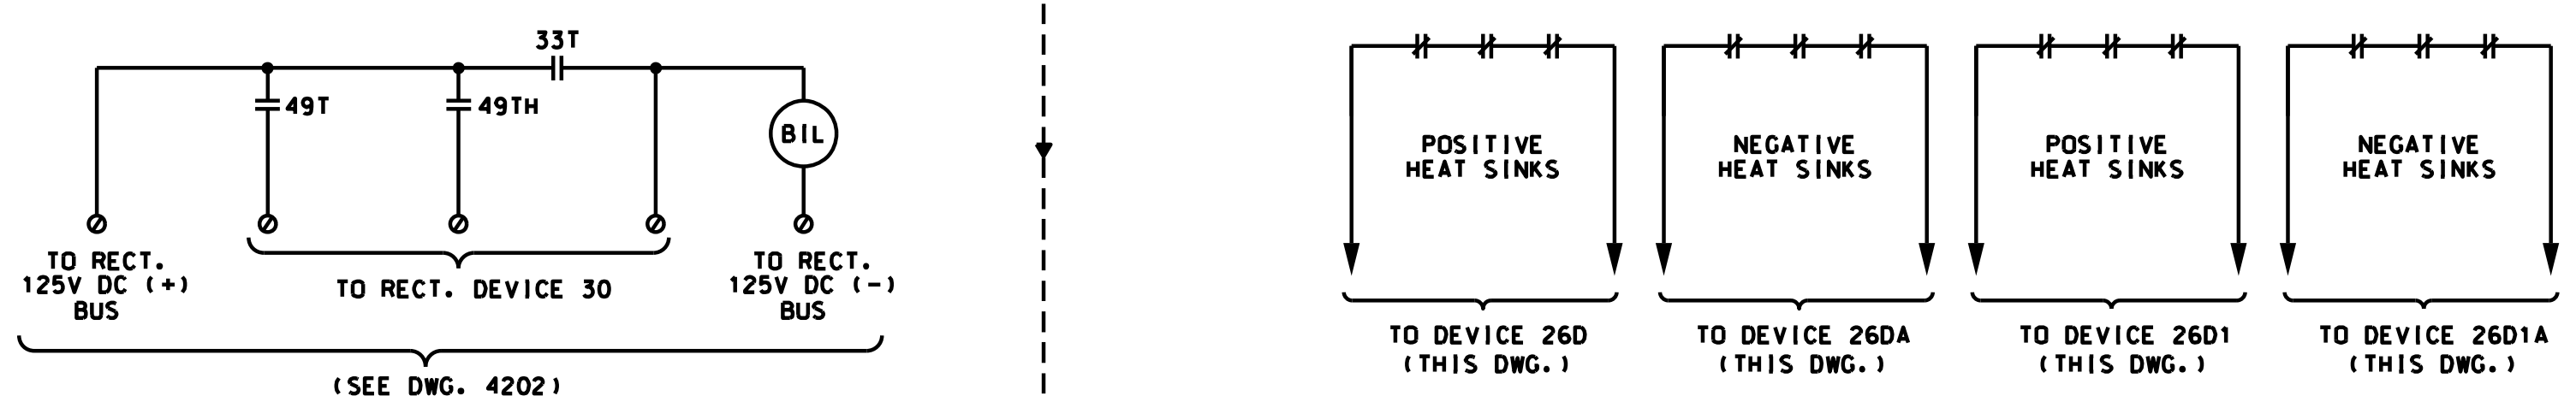 33T
49T
49TH
BIL
TO RECT.
125V DC (+)
BUS
TO RECT. DEVICE 30
TO RECT.
125V DC (-)
BUS
(SEE DWG. 4202)
POSITIVE
HEAT SINKS
NEGATIVE
HEAT SINKS
POSITIVE
HEAT SINKS
NEGATIVE
HEAT SINKS
TO DEVICE 26D
(THIS DWG.)
TO DEVICE 26DA
(THIS DWG.)
TO DEVICE 26D1
(THIS DWG.)
TO DEVICE 26D1A
(THIS DWG.)